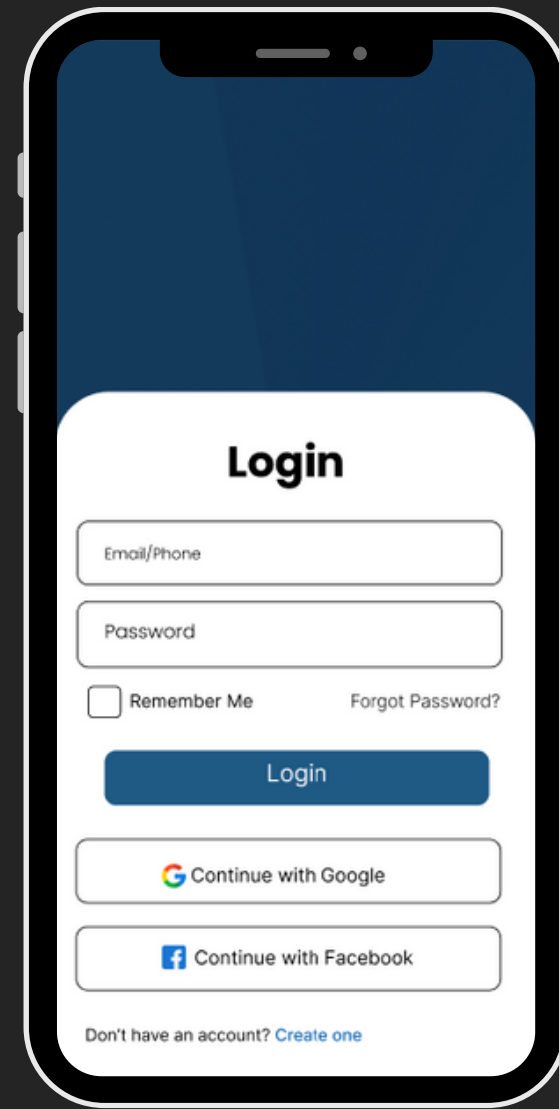 Login
Email/Phone
Password
Remember Me Forgot Password?
Login
Continue with Google
Continue with Facebook
Don't have an account? Create one